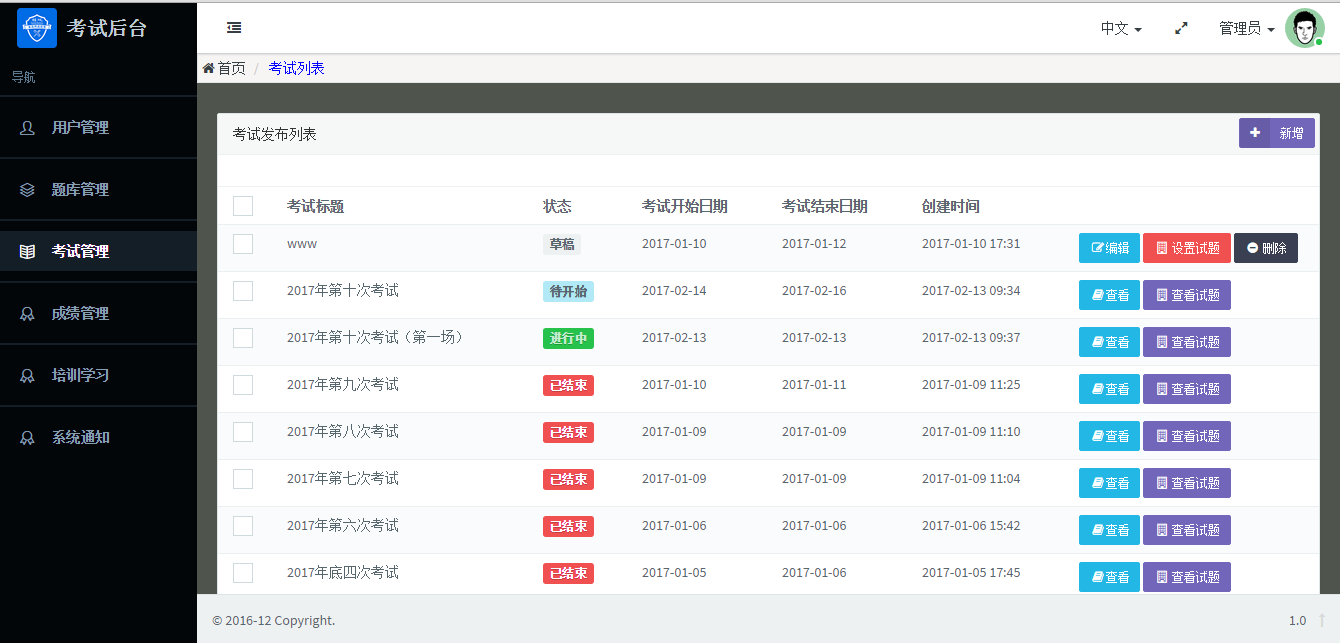 考试后台
中文
管理员
导航
首页 / 考试列表
用户管理
题库管理
考试管理
成绩管理
培训学习
系统通知
考试发布列表
新增
考试标题 状态 考试开始日期 考试结束日期 创建时间
www 草稿 2017-01-10 2017-01-12 2017-01-10 17:31 编辑 设置试题 删除
2017年第十次考试 待开始 2017-02-14 2017-02-16 2017-02-13 09:34 查看 查看试题
2017年第十次考试（第一场） 进行中 2017-02-13 2017-02-13 2017-02-13 09:37 查看 查看试题
2017年第九次考试 已结束 2017-01-10 2017-01-11 2017-01-09 11:25 查看 查看试题
2017年第八次考试 已结束 2017-01-09 2017-01-09 2017-01-09 11:10 查看 查看试题
2017年第七次考试 已结束 2017-01-09 2017-01-09 2017-01-09 11:04 查看 查看试题
2017年第六次考试 已结束 2017-01-06 2017-01-06 2017-01-06 15:42 查看 查看试题
2017年底四次考试 已结束 2017-01-05 2017-01-06 2017-01-05 17:45 查看 查看试题
© 2016-12 Copyright.
1.0